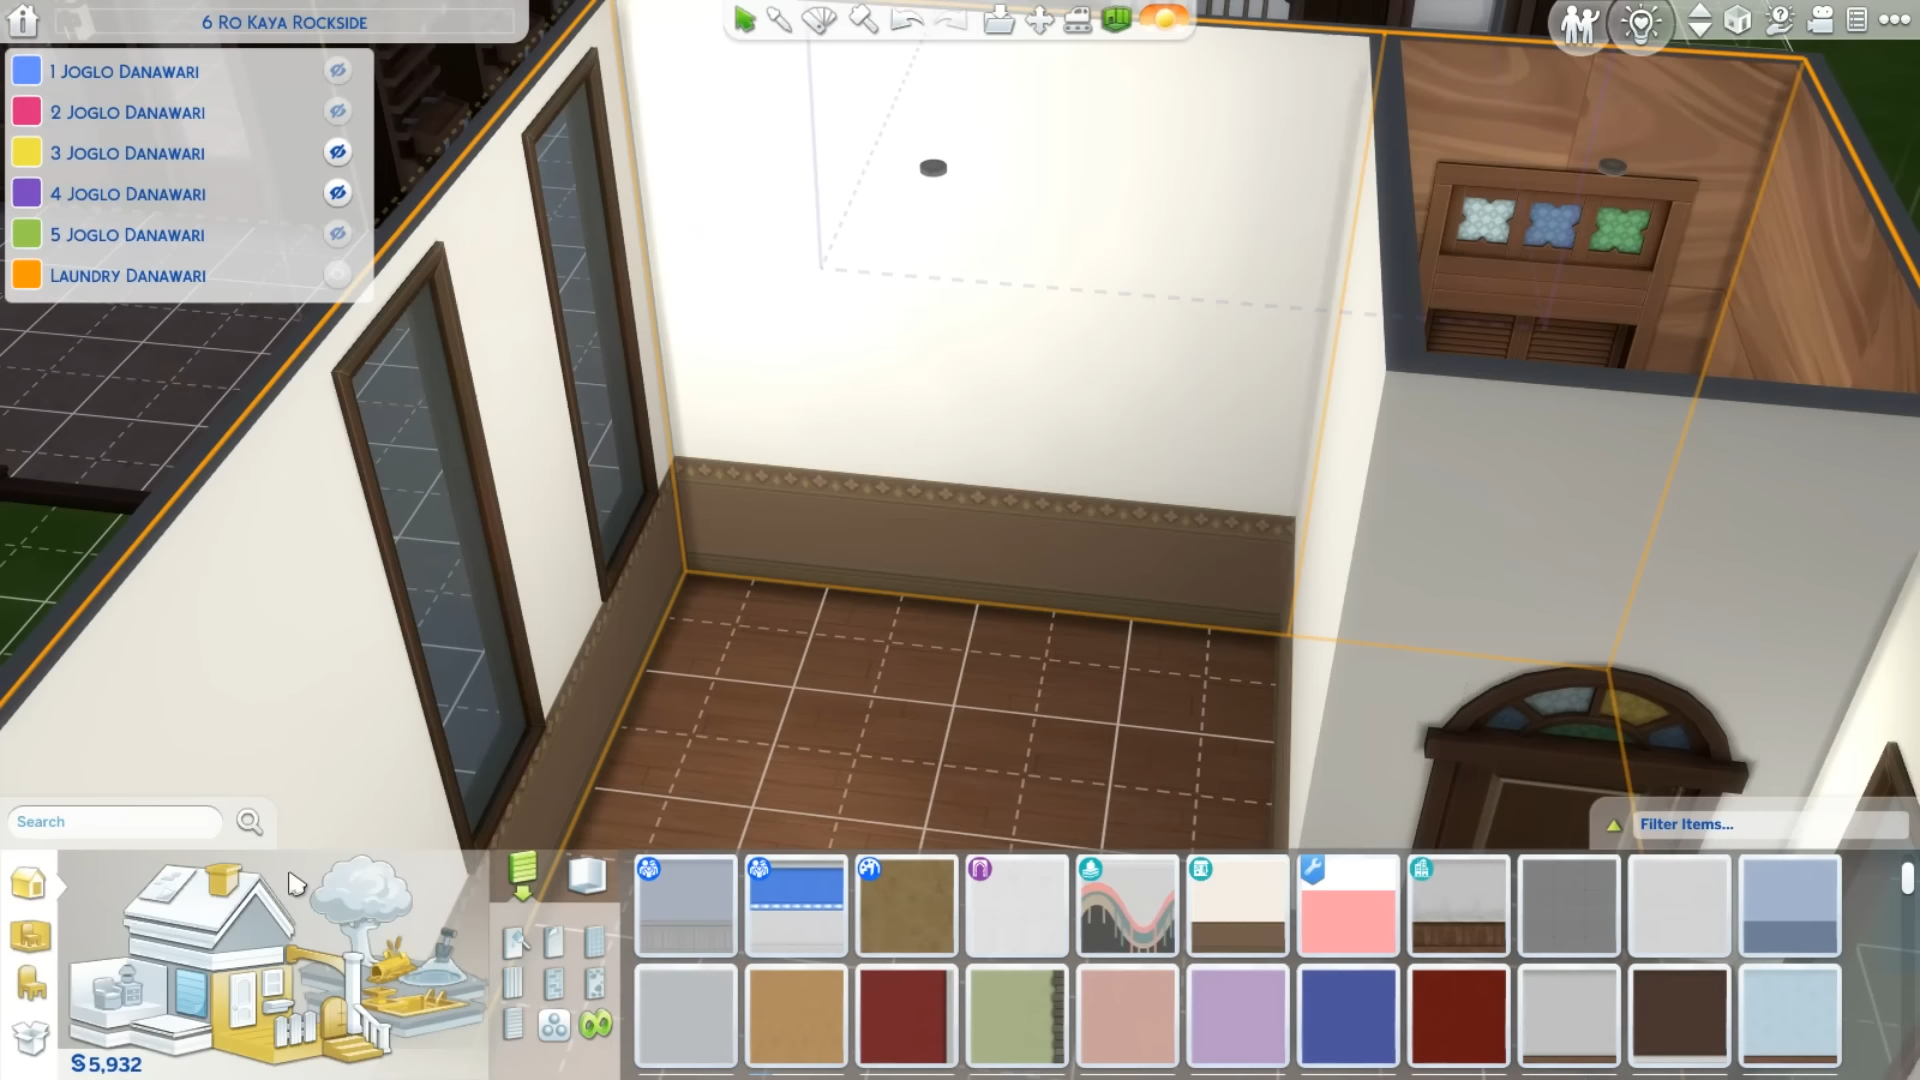 6 Ro Kaya Rockside
1 Joglo Danawari
2 Joglo Danawari
3 Joglo Danawari
4 Joglo Danawari
5 Joglo Danawari
Laundry Danawari
Search
Filter Items...
§5,932